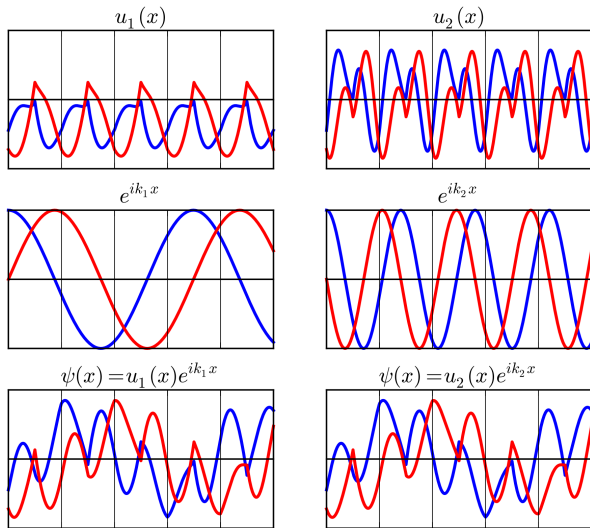 u₁(x) u₂(x)
e^{ik₁x} e^{ik₂x}
ψ(x)=u₁(x)e^{ik₁x} ψ(x)=u₂(x)e^{ik₂x}